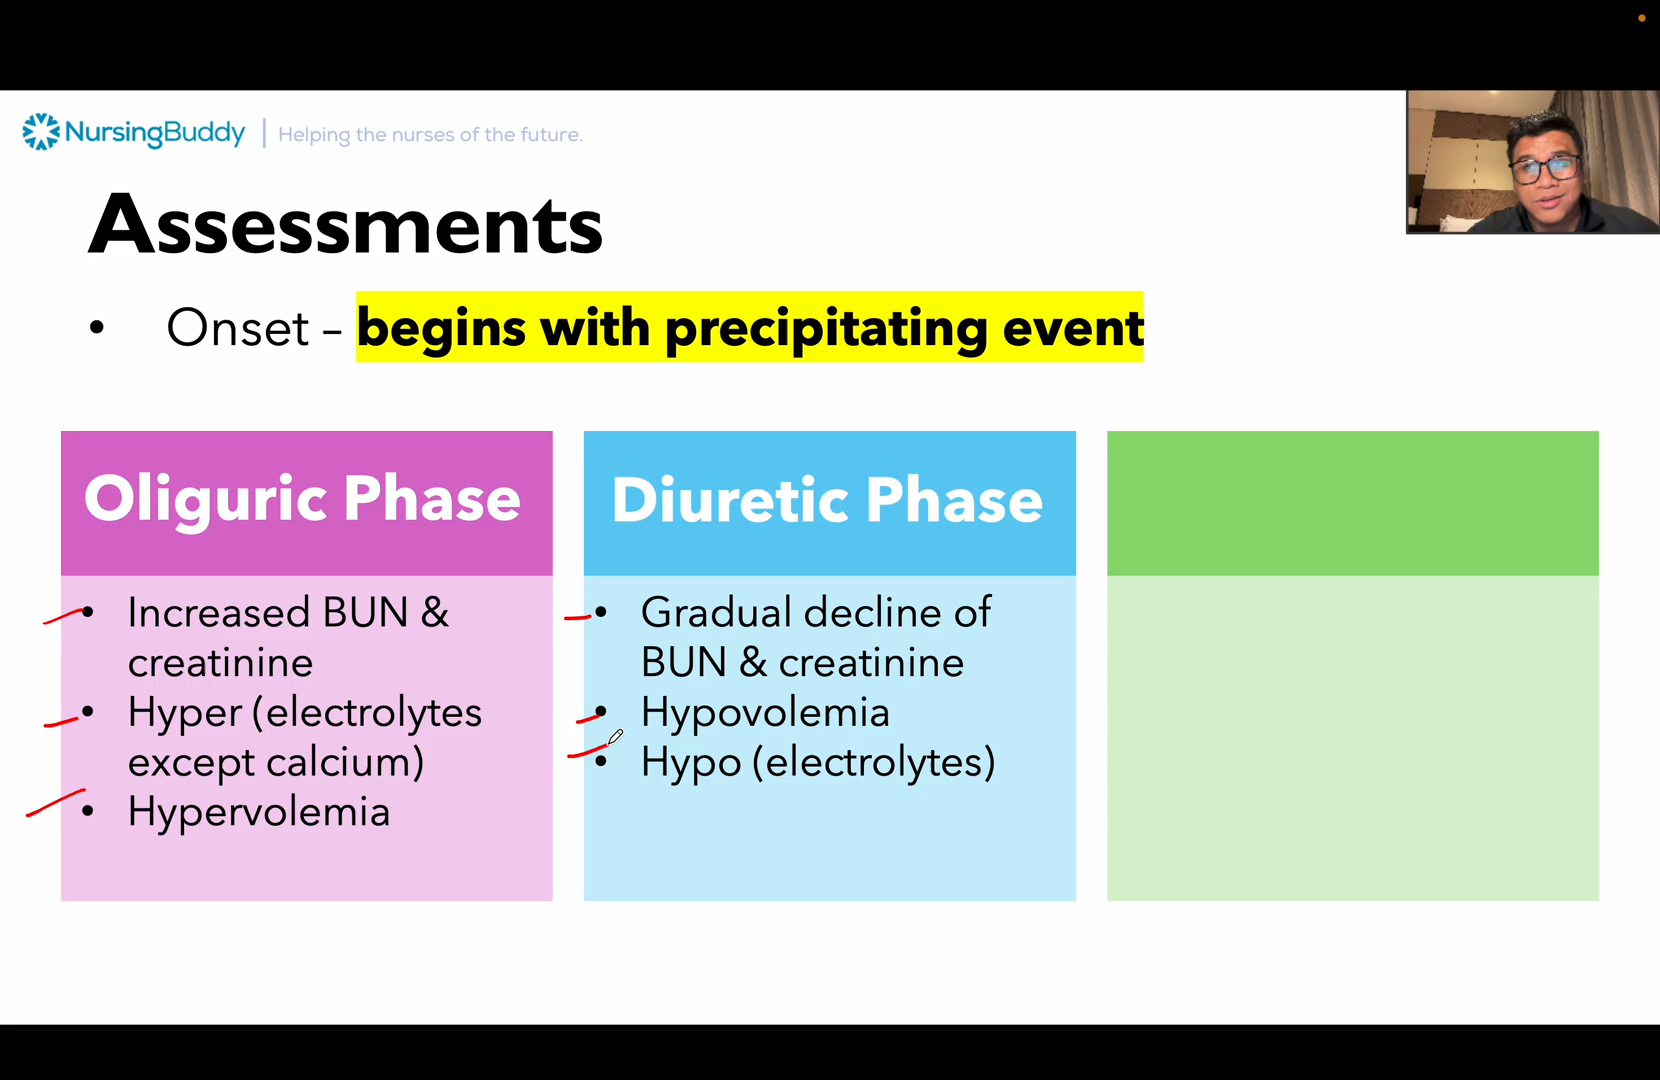 NursingBuddy | Helping the nurses of the future.
Assessments
• Onset – begins with precipitating event
Oliguric Phase
• Increased BUN &
creatinine
• Hyper (electrolytes
except calcium)
• Hypervolemia
Diuretic Phase
• Gradual decline of
BUN & creatinine
• Hypovolemia
• Hypo (electrolytes)